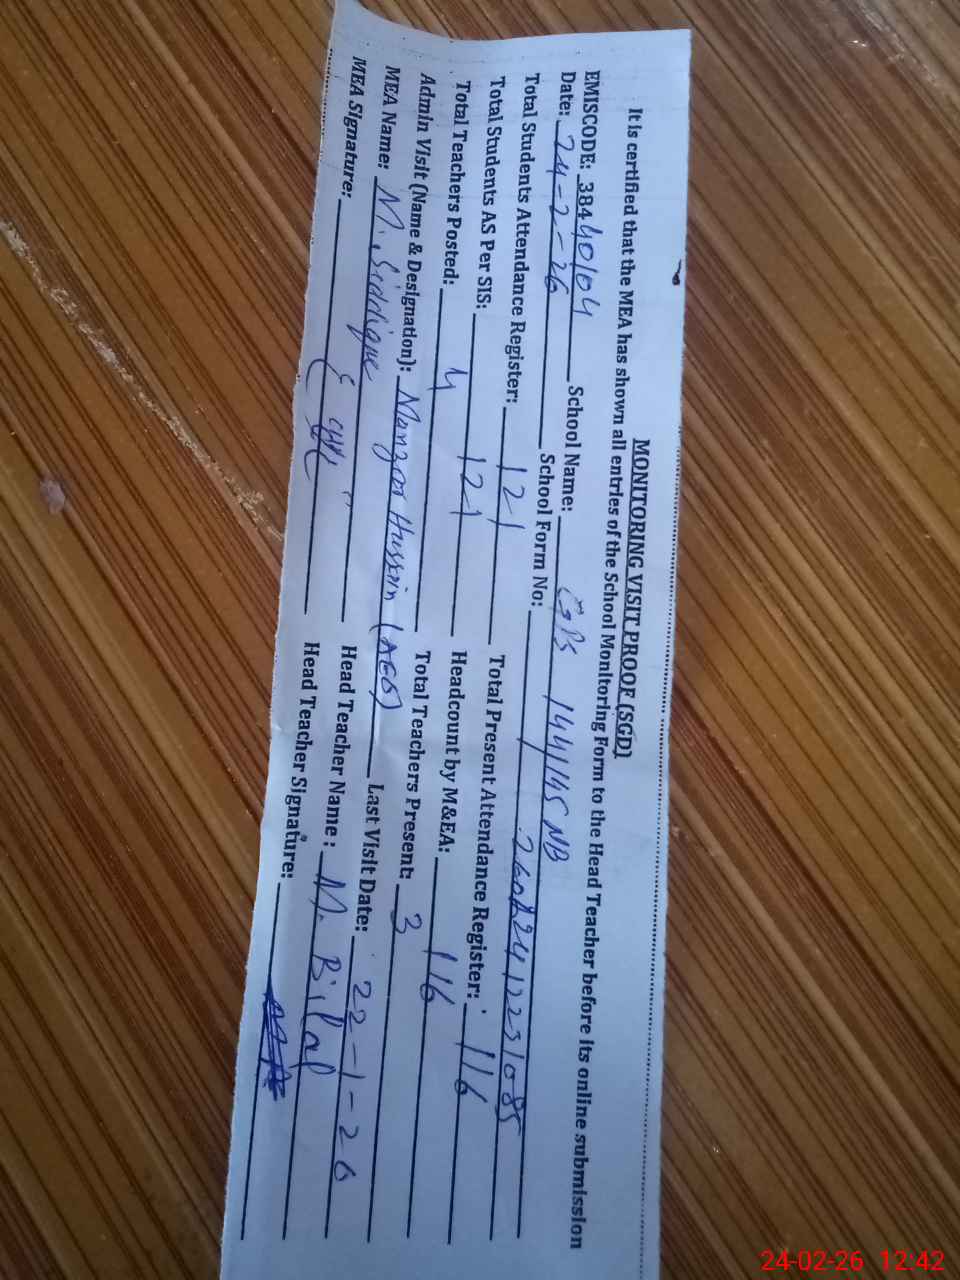 MONITORING VISIT PROOF (SGD)
It is certified that the MEA has shown all entries of the School Monitoring Form to the Head Teacher before its online submission
EMISCODE: 38440104 School Name: GPS 144/145 NB
Date: 24-2-26 School Form No: 26022412231085
Total Students Attendance Register: 121 Total Present Attendance Register: 116
Total Students AS Per SIS: 121 Headcount by M&EA: 116
Total Teachers Posted: 4 Total Teachers Present: 3
Admin Visit (Name & Designation): Manzar Hussain (AEO) Last Visit Date: 22-1-26
MEA Name: M. Siddique Head Teacher Name: M. Bilal
MEA Signature: Head Teacher Signature:
24-02-26 12:42